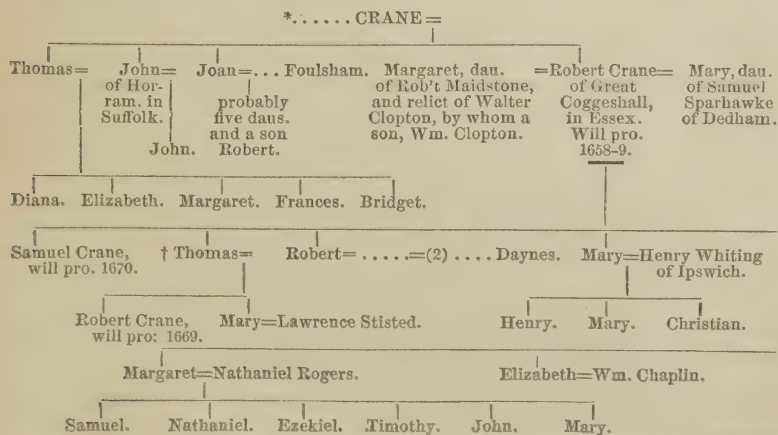 *...... CRANE=
Thomas= John= Joan=... Foulsham. Margaret, dau. =Robert Crane= Mary, dau.
of Hor- of Rob't Maidstone, of Great of Samuel
ram. in probably and relict of Walter Coggeshall, Sparhawke
Suffolk. five daus. Clopton, by whom a in Essex. of Dedham.
and a son son, Wm. Clopton. Will pro.
John. Robert. 1658-9.
Diana. Elizabeth. Margaret. Frances. Bridget.
Samuel Crane, † Thomas= Robert= .....=(2) .... Daynes. Mary=Henry Whiting
will pro. 1670. of Ipswich.
Robert Crane, Mary=Lawrence Stisted. Henry. Mary. Christian.
will pro: 1669.
Margaret=Nathaniel Rogers. Elizabeth=Wm. Chaplin.
Samuel. Nathaniel. Ezekiel. Timothy. John. Mary.